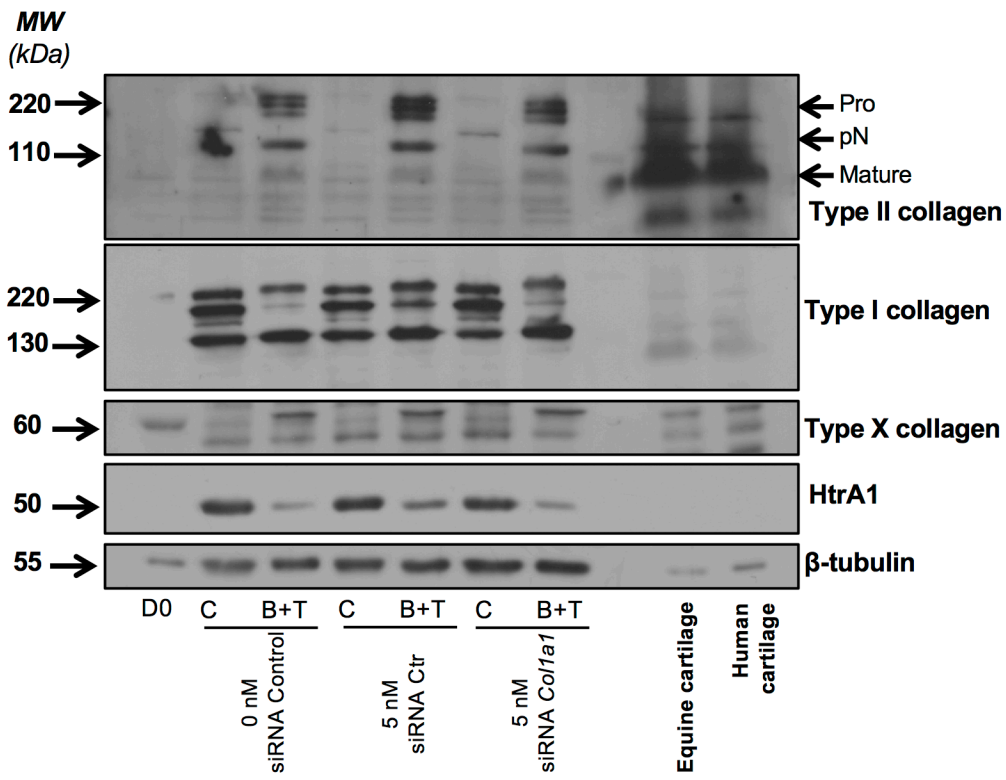 MW
(kDa)
220
110
Pro
pN
Mature
Type II collagen
220
130
Type I collagen
60
Type X collagen
50
HtrA1
55
β-tubulin
D0
C
B+T
C
B+T
C
B+T
0 nM
siRNA Control
5 nM
siRNA Ctr
5 nM
siRNA Col1a1
Equine cartilage
Human
cartilage